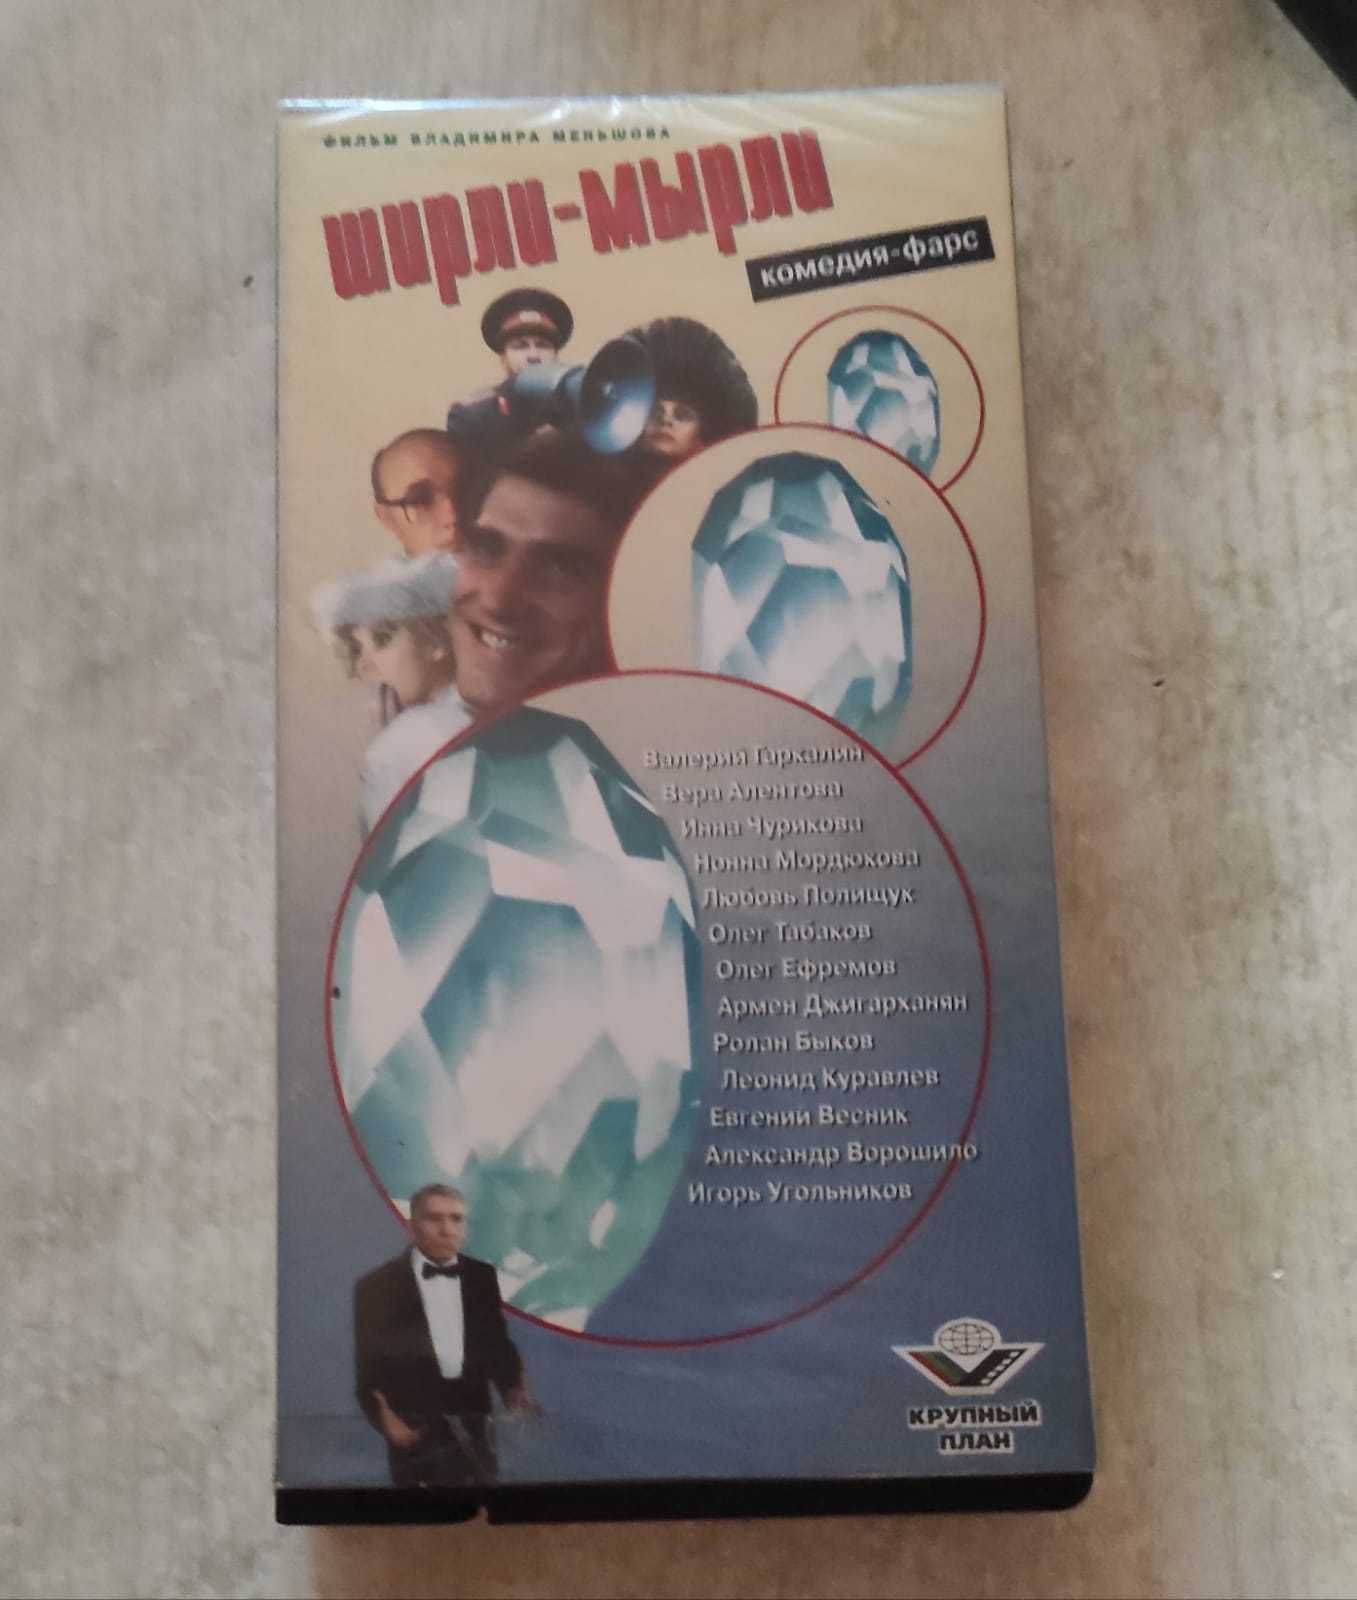 ФИЛЬМ ВЛАДИМИРА МЕНЬШОВА
ШИРЛИ-МЫРЛИ
комедия-фарс
Валерий Гаркалин
Вера Алентова
Инна Чурикова
Нонна Мордюкова
Любовь Полищук
Олег Табаков
Олег Ефремов
Армен Джигарханян
Ролан Быков
Леонид Куравлев
Евгений Весник
Александр Ворошило
Игорь Угольников
КРУПНЫЙ
ПЛАН